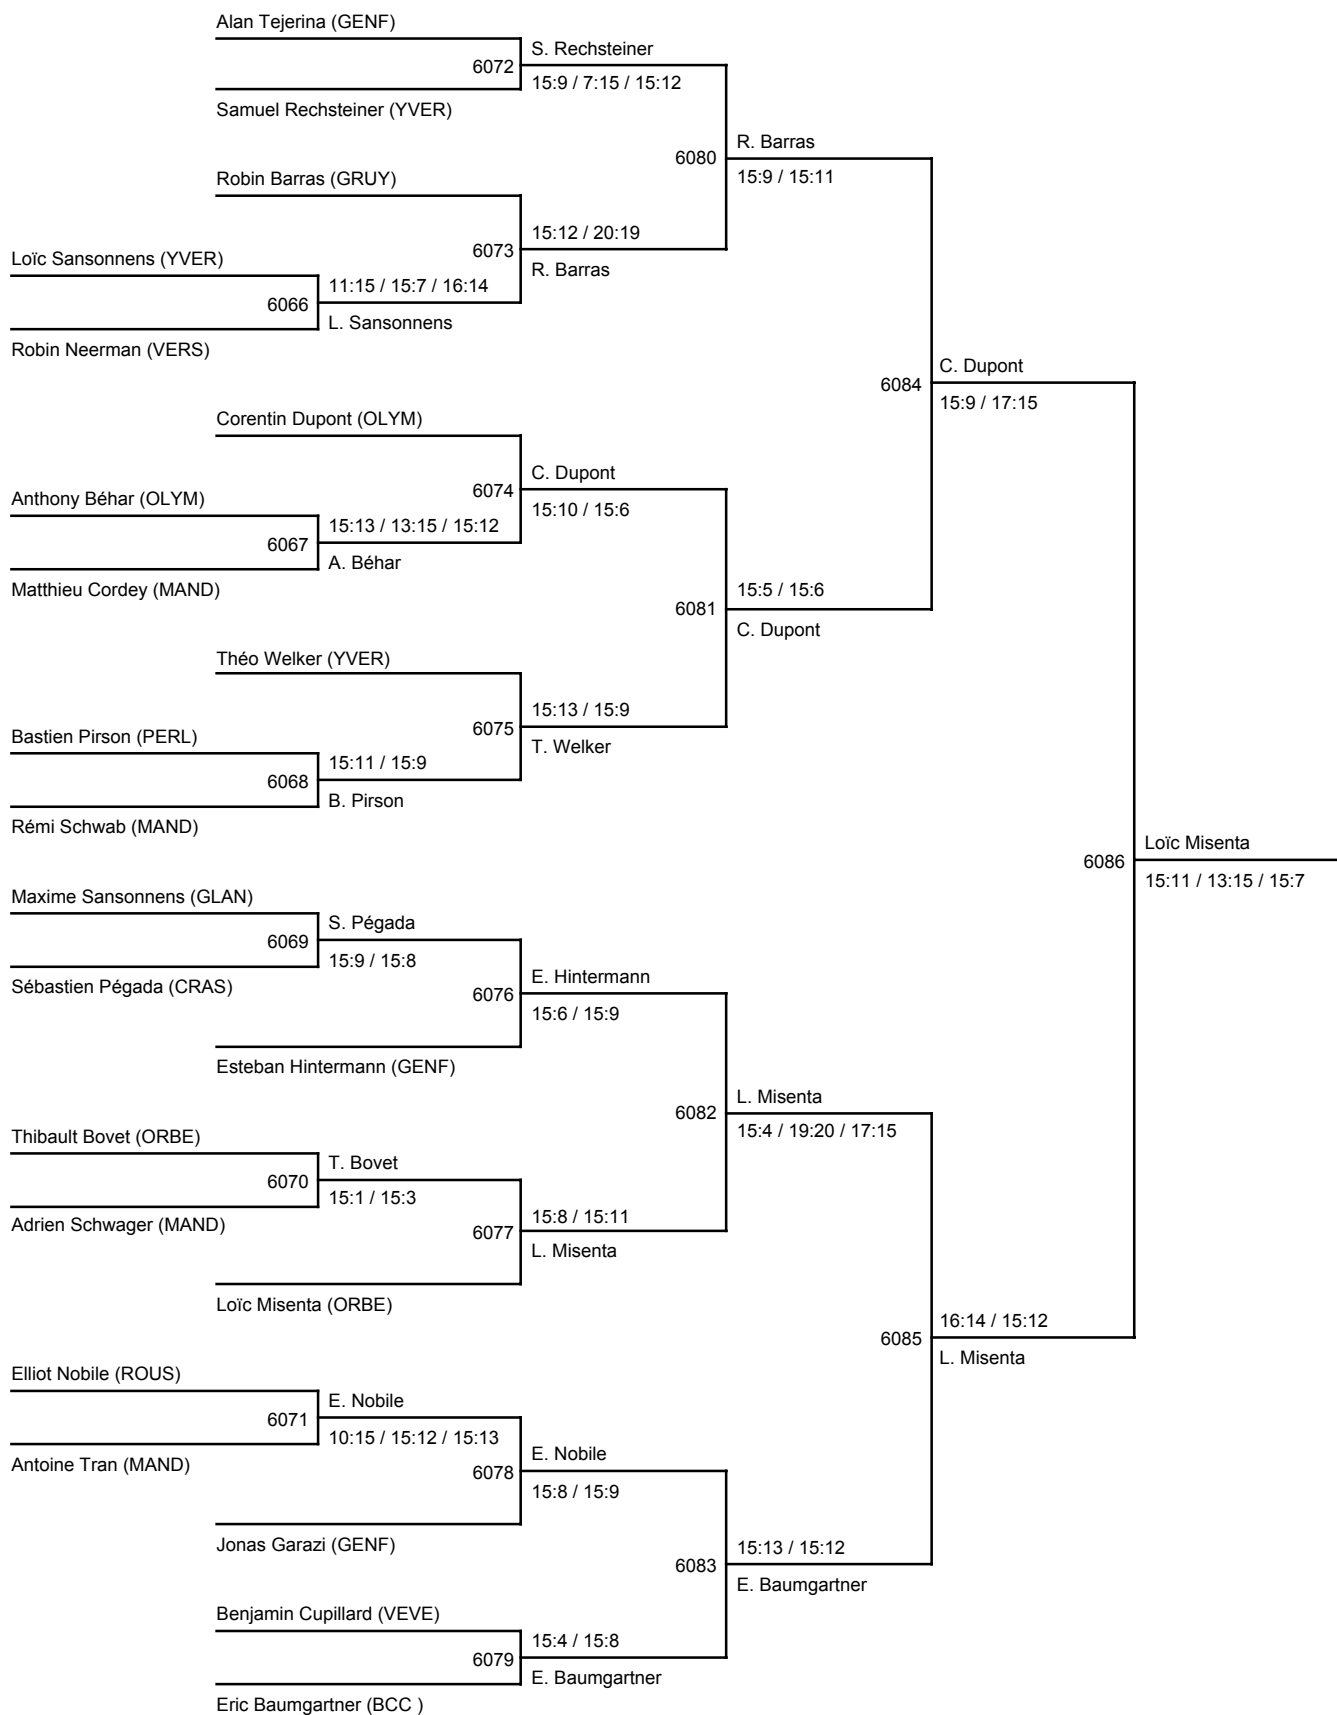 Alan Tejerina (GENF)
S. Rechsteiner
6072
15:9 / 7:15 / 15:12
Samuel Rechsteiner (YVER)
R. Barras
6080
15:9 / 15:11
Robin Barras (GRUY)
15:12 / 20:19
6073
R. Barras
Loïc Sansonnens (YVER)
11:15 / 15:7 / 16:14
6066
L. Sansonnens
Robin Neerman (VERS)
C. Dupont
6084
15:9 / 17:15
Corentin Dupont (OLYM)
C. Dupont
6074
15:10 / 15:6
Anthony Béhar (OLYM)
15:13 / 13:15 / 15:12
6067
A. Béhar
Matthieu Cordey (MAND)
15:5 / 15:6
6081
C. Dupont
Théo Welker (YVER)
15:13 / 15:9
6075
T. Welker
Bastien Pirson (PERL)
15:11 / 15:9
6068
B. Pirson
Rémi Schwab (MAND)
Loïc Misenta
6086
15:11 / 13:15 / 15:7
Maxime Sansonnens (GLAN)
S. Pégada
6069
15:9 / 15:8
Sébastien Pégada (CRAS)
E. Hintermann
6076
15:6 / 15:9
Esteban Hintermann (GENF)
L. Misenta
6082
15:4 / 19:20 / 17:15
Thibault Bovet (ORBE)
T. Bovet
6070
15:1 / 15:3
Adrien Schwager (MAND)
15:8 / 15:11
6077
L. Misenta
Loïc Misenta (ORBE)
16:14 / 15:12
6085
L. Misenta
Elliot Nobile (ROUS)
E. Nobile
6071
10:15 / 15:12 / 15:13
Antoine Tran (MAND)
E. Nobile
6078
15:8 / 15:9
Jonas Garazi (GENF)
15:13 / 15:12
6083
E. Baumgartner
Benjamin Cupillard (VEVE)
15:4 / 15:8
6079
E. Baumgartner
Eric Baumgartner (BCC )